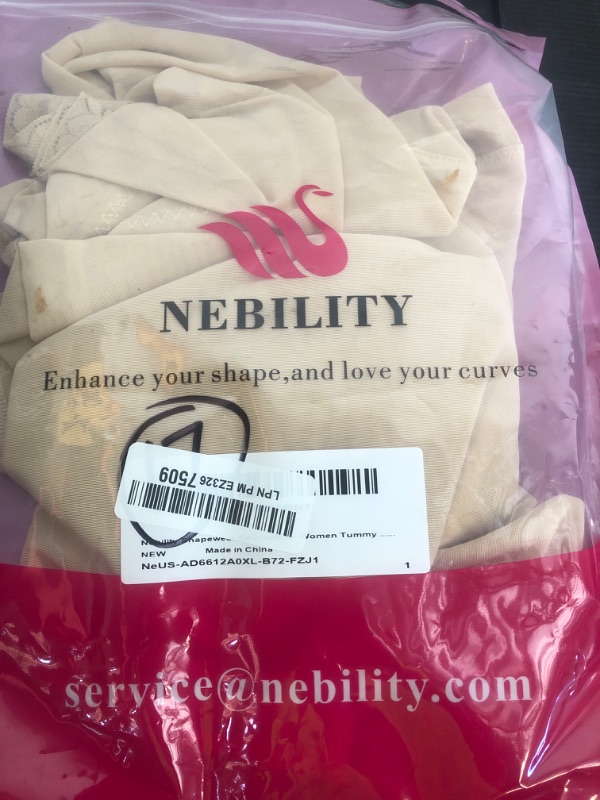 NEBILITY
Enhance your shape,and love your curves
LPN PM EZ326 7509
Women Tummy ......
NEW Made in China
NeUS-AD6612A0XL-B72-FZJ1
1
service@nebility.com